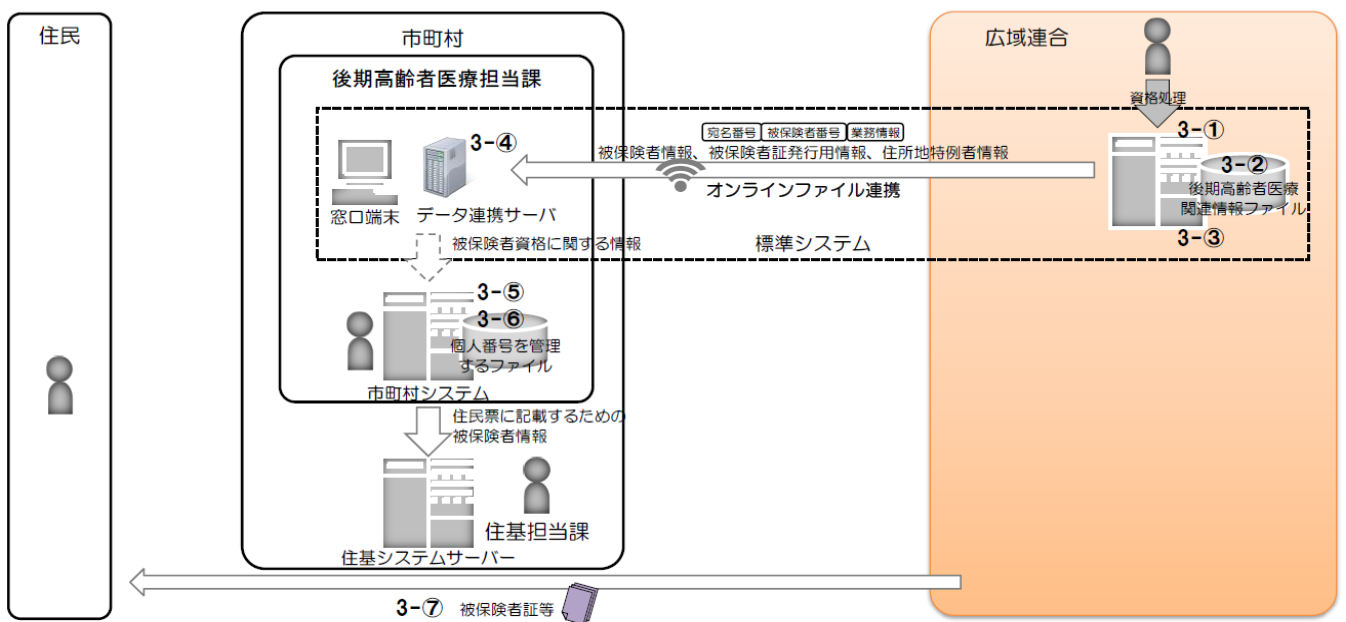 住民
市町村
広域連合
後期高齢者医療担当課
資格処理
宛名番号 被保険者番号 業務情報
3-①
3-④
被保険者情報、被保険者証発行用情報、住所地特例者情報
3-②
オンラインファイル連携
後期高齢者医療
関連情報ファイル
窓口端末
データ連携サーバ
3-③
被保険者資格に関する情報
標準システム
3-⑤
3-⑥
個人番号を管理
するファイル
市町村システム
住民票に記載するための
被保険者情報
住基担当課
住基システムサーバー
3-⑦ 被保険者証等